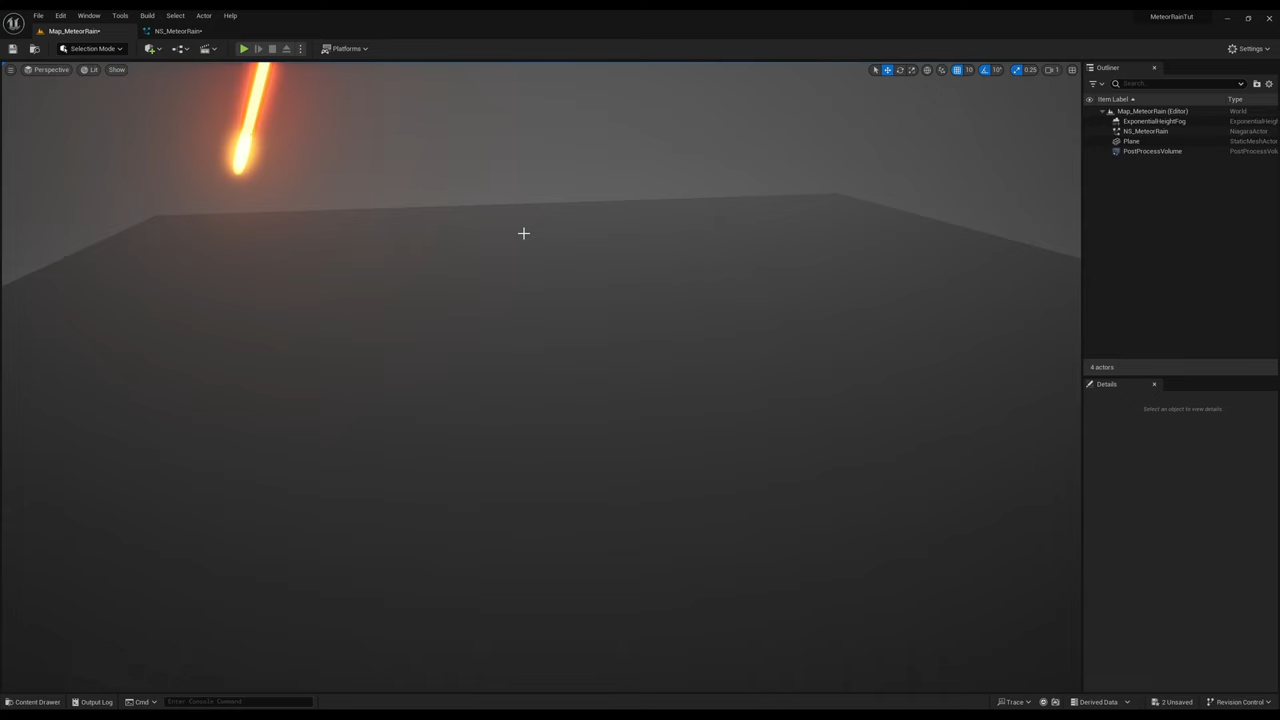 File Edit Window Tools Build Select Actor Help
MeteorRainTut
Map_MeteorRain• NS_MeteorRain•
Selection Mode Platforms Settings
Perspective Lit Show 10 10° 0.25 1
Outliner
Search...
Item Label Type
Map_MeteorRain (Editor) World
ExponentialHeightFog ExponentialHeigh
NS_MeteorRain NiagaraActor
Plane StaticMeshActor
PostProcessVolume PostProcessVol
4 actors
Details
Select an object to view details.
Content Drawer Output Log Cmd Enter Console Command Trace Derived Data 2 Unsaved Revision Control